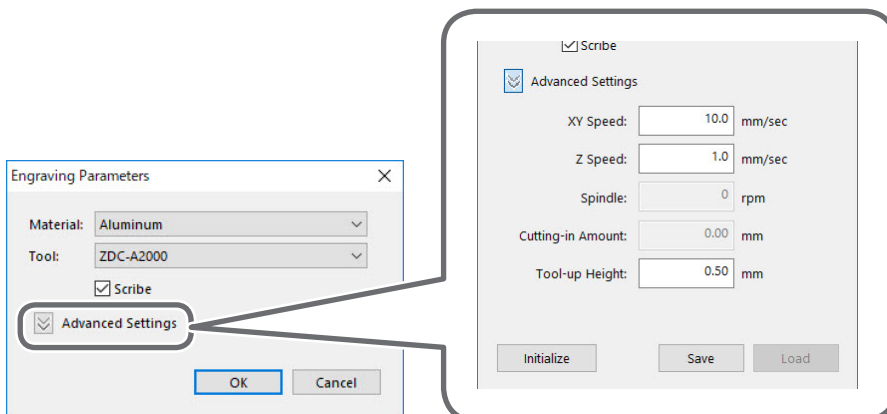 Engraving Parameters
Material: Aluminum
Tool: ZDC-A2000
Scribe
Advanced Settings
OK Cancel
Scribe
Advanced Settings
XY Speed: 10.0 mm/sec
Z Speed: 1.0 mm/sec
Spindle: 0 rpm
Cutting-in Amount: 0.00 mm
Tool-up Height: 0.50 mm
Initialize Save Load